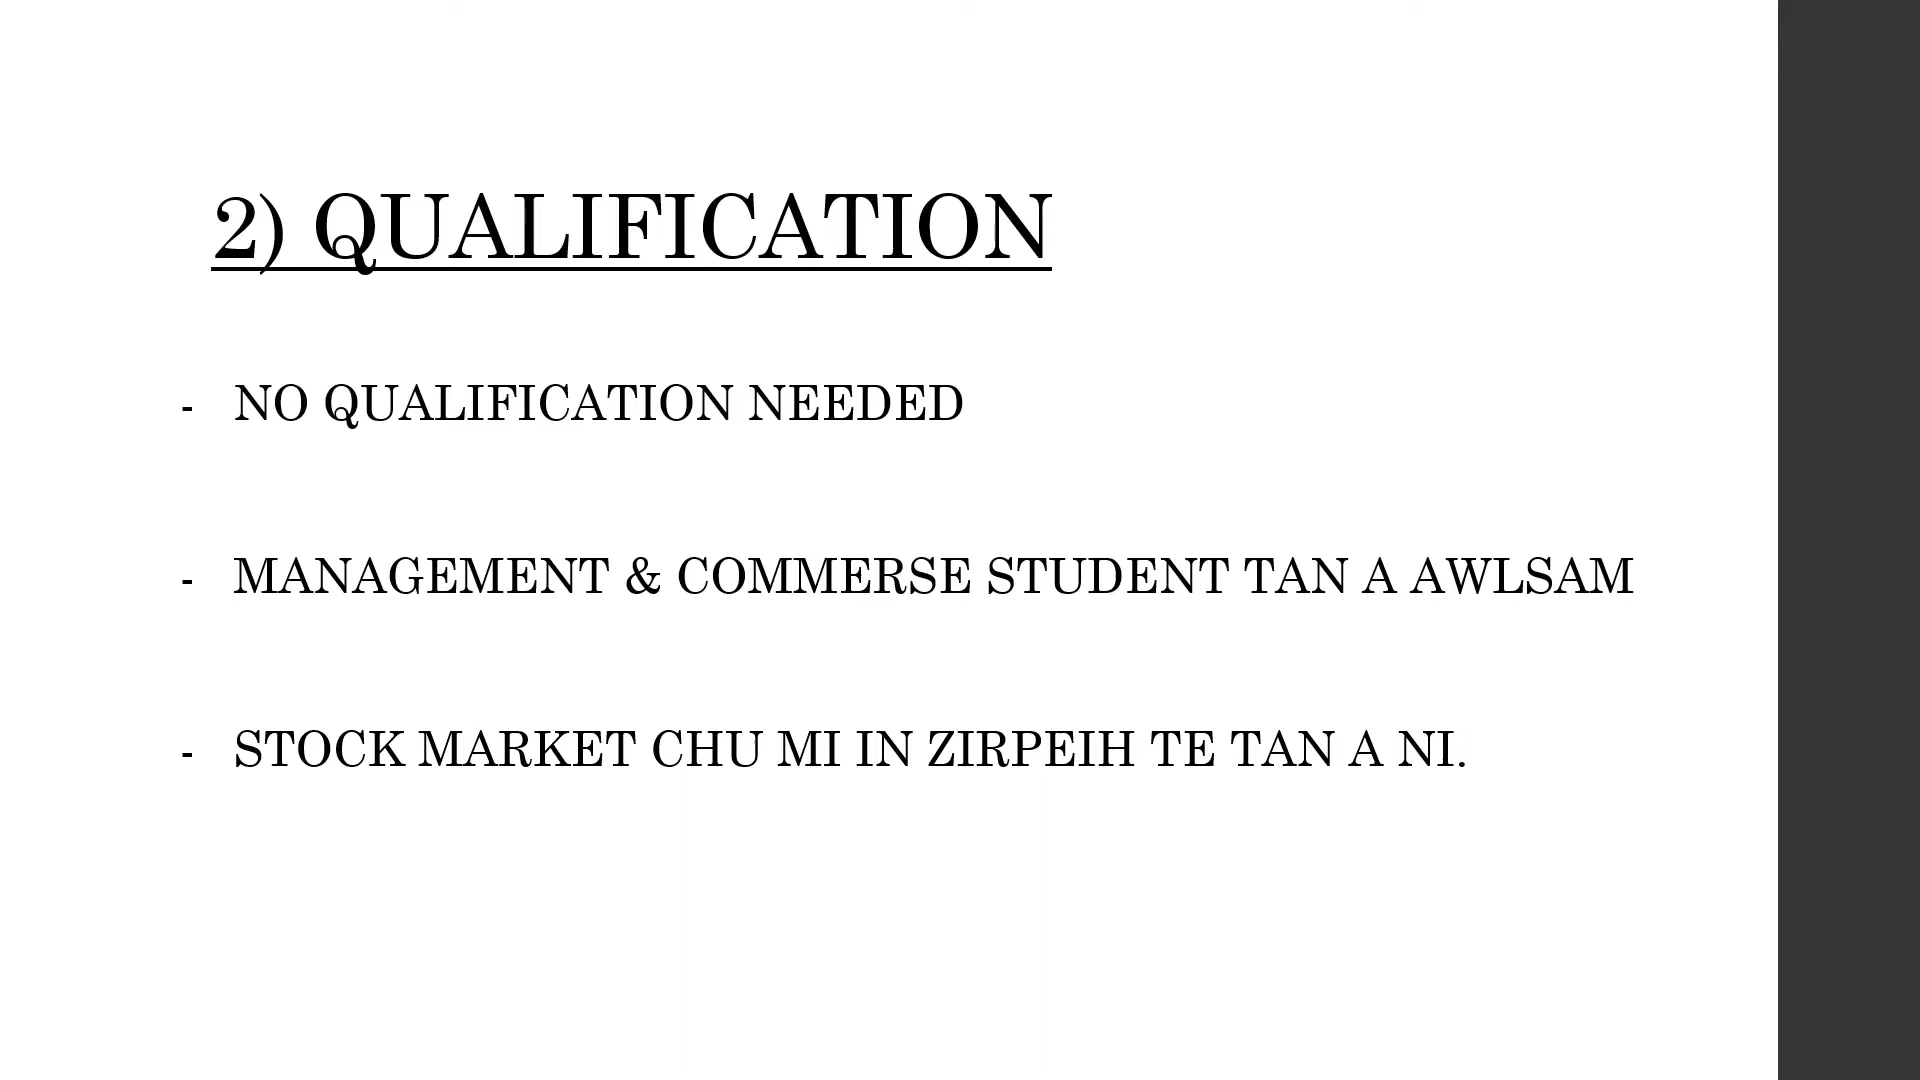 2) QUALIFICATION
- NO QUALIFICATION NEEDED
- MANAGEMENT & COMMERSE STUDENT TAN A AWLSAM
- STOCK MARKET CHU MI IN ZIRPEIH TE TAN A NI.